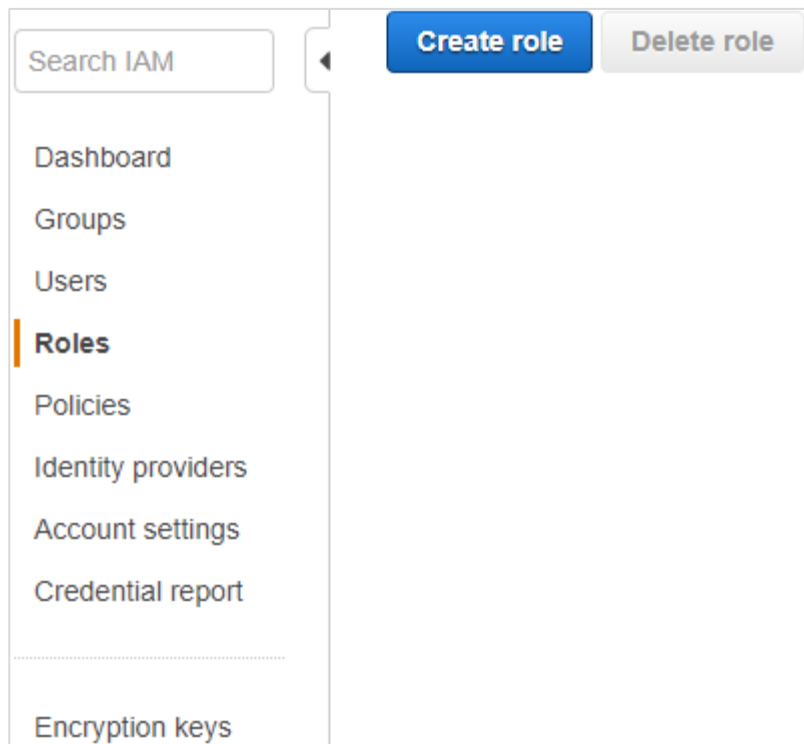 Search IAM
Create role
Delete role
Dashboard
Groups
Users
Roles
Policies
Identity providers
Account settings
Credential report
Encryption keys